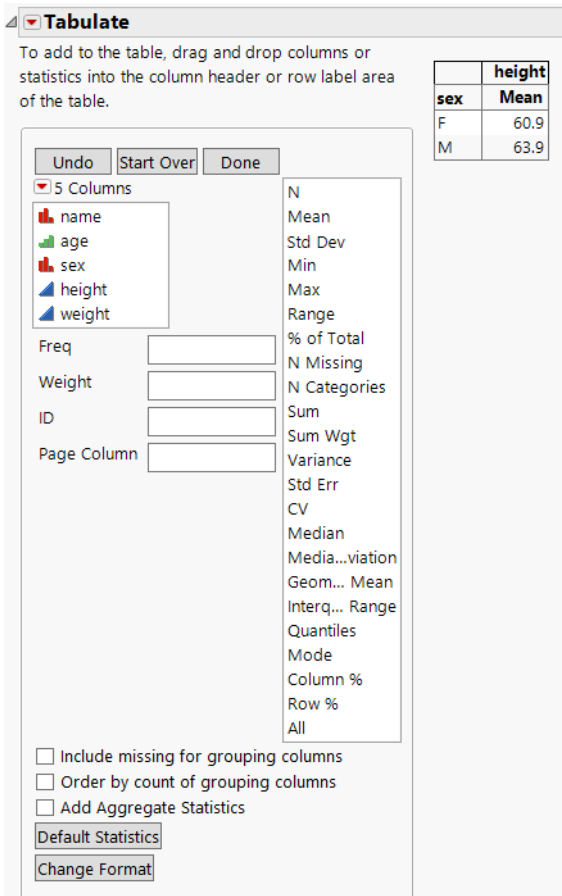 Tabulate
To add to the table, drag and drop columns or
statistics into the column header or row label area
of the table.
Undo Start Over Done
5 Columns
name
age
sex
height
weight
Freq
Weight
ID
Page Column
N
Mean
Std Dev
Min
Max
Range
% of Total
N Missing
N Categories
Sum
Sum Wgt
Variance
Std Err
CV
Median
Media...viation
Geom... Mean
Interq... Range
Quantiles
Mode
Column %
Row %
All
Include missing for grouping columns
Order by count of grouping columns
Add Aggregate Statistics
Default Statistics
Change Format
height
sex Mean
F 60.9
M 63.9